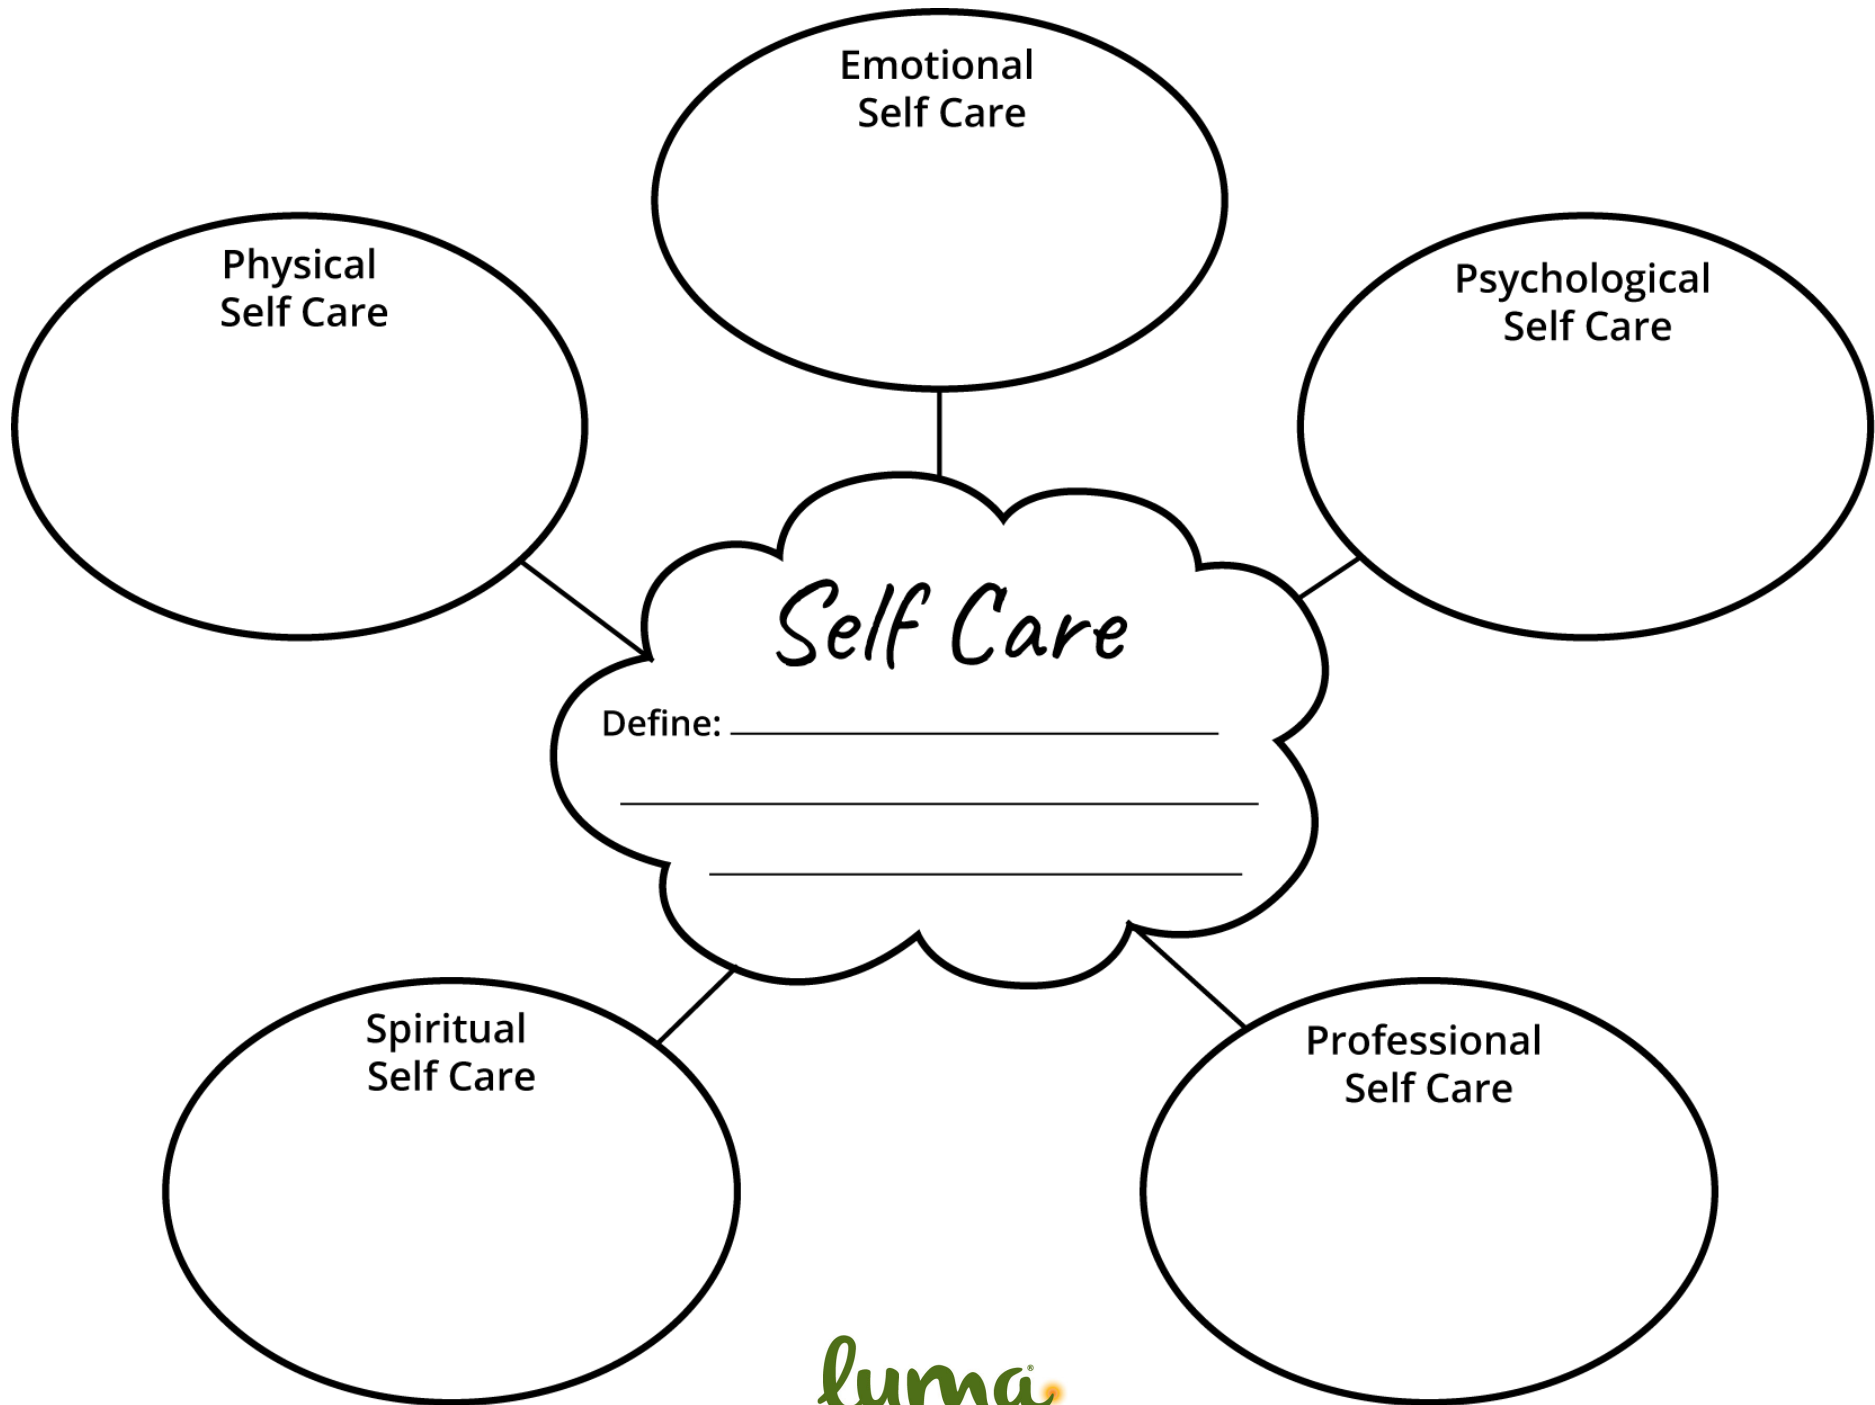 Emotional
Self Care
Physical
Self Care
Psychological
Self Care
Self Care
Define:
Spiritual
Self Care
Professional
Self Care
luma®